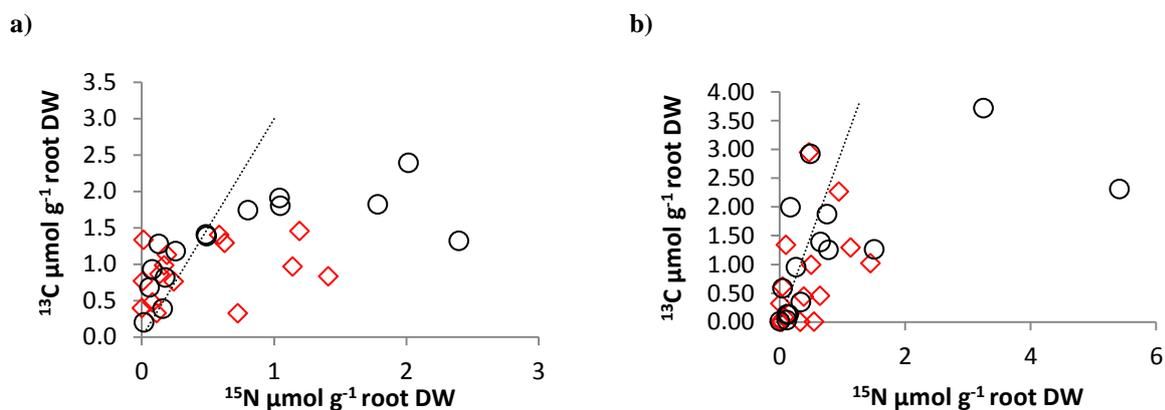 a)
3.5
3.0
2.5
2.0
1.5
1.0
0.5
0.0
¹³C µmol g⁻¹ root DW
0 1 2 3
¹⁵N µmol g⁻¹ root DW
b)
4.00
3.50
3.00
2.50
2.00
1.50
1.00
0.50
0.00
¹³C µmol g⁻¹ root DW
0 2 4 6
¹⁵N µmol g⁻¹ root DW